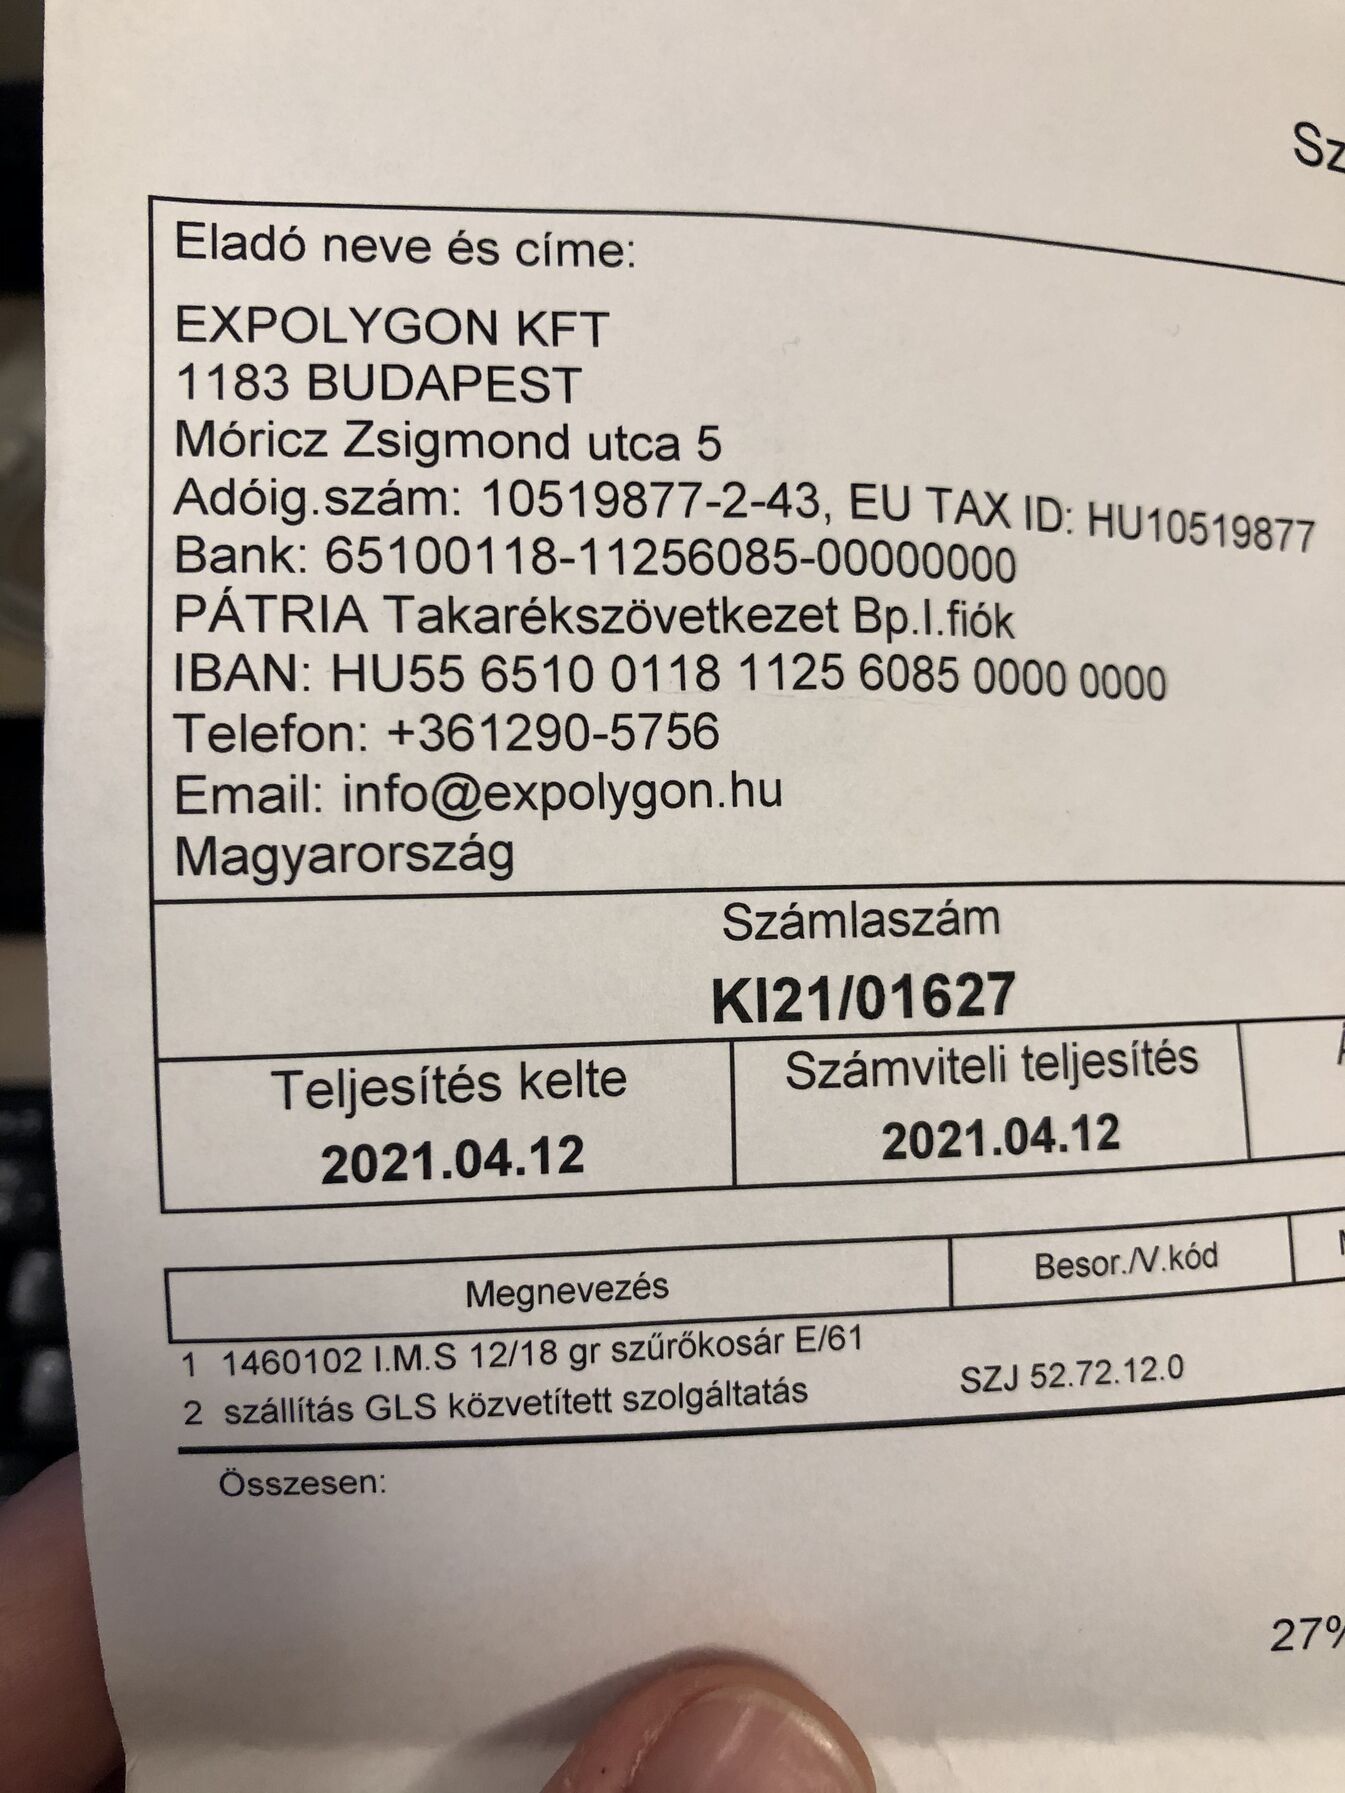 Eladó neve és címe:
EXPOLYGON KFT
1183 BUDAPEST
Móricz Zsigmond utca 5
Adóig.szám: 10519877-2-43, EU TAX ID: HU10519877
Bank: 65100118-11256085-00000000
PÁTRIA Takarékszövetkezet Bp.I.fiók
IBAN: HU55 6510 0118 1125 6085 0000 0000
Telefon: +361290-5756
Email: info@expolygon.hu
Magyarország
Számlaszám
KI21/01627
Teljesítés kelte Számviteli teljesítés
2021.04.12 2021.04.12
Megnevezés Besor./V.kód
1 1460102 I.M.S 12/18 gr szűrőkosár E/61
2 szállítás GLS közvetített szolgáltatás SZJ 52.72.12.0
Összesen:
27%